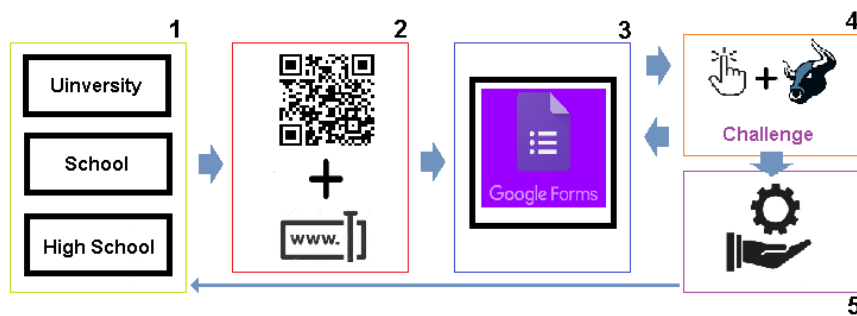 1
Uinversity
School
High School
2
+
www.
3
Google Forms
4
+
Challenge
5